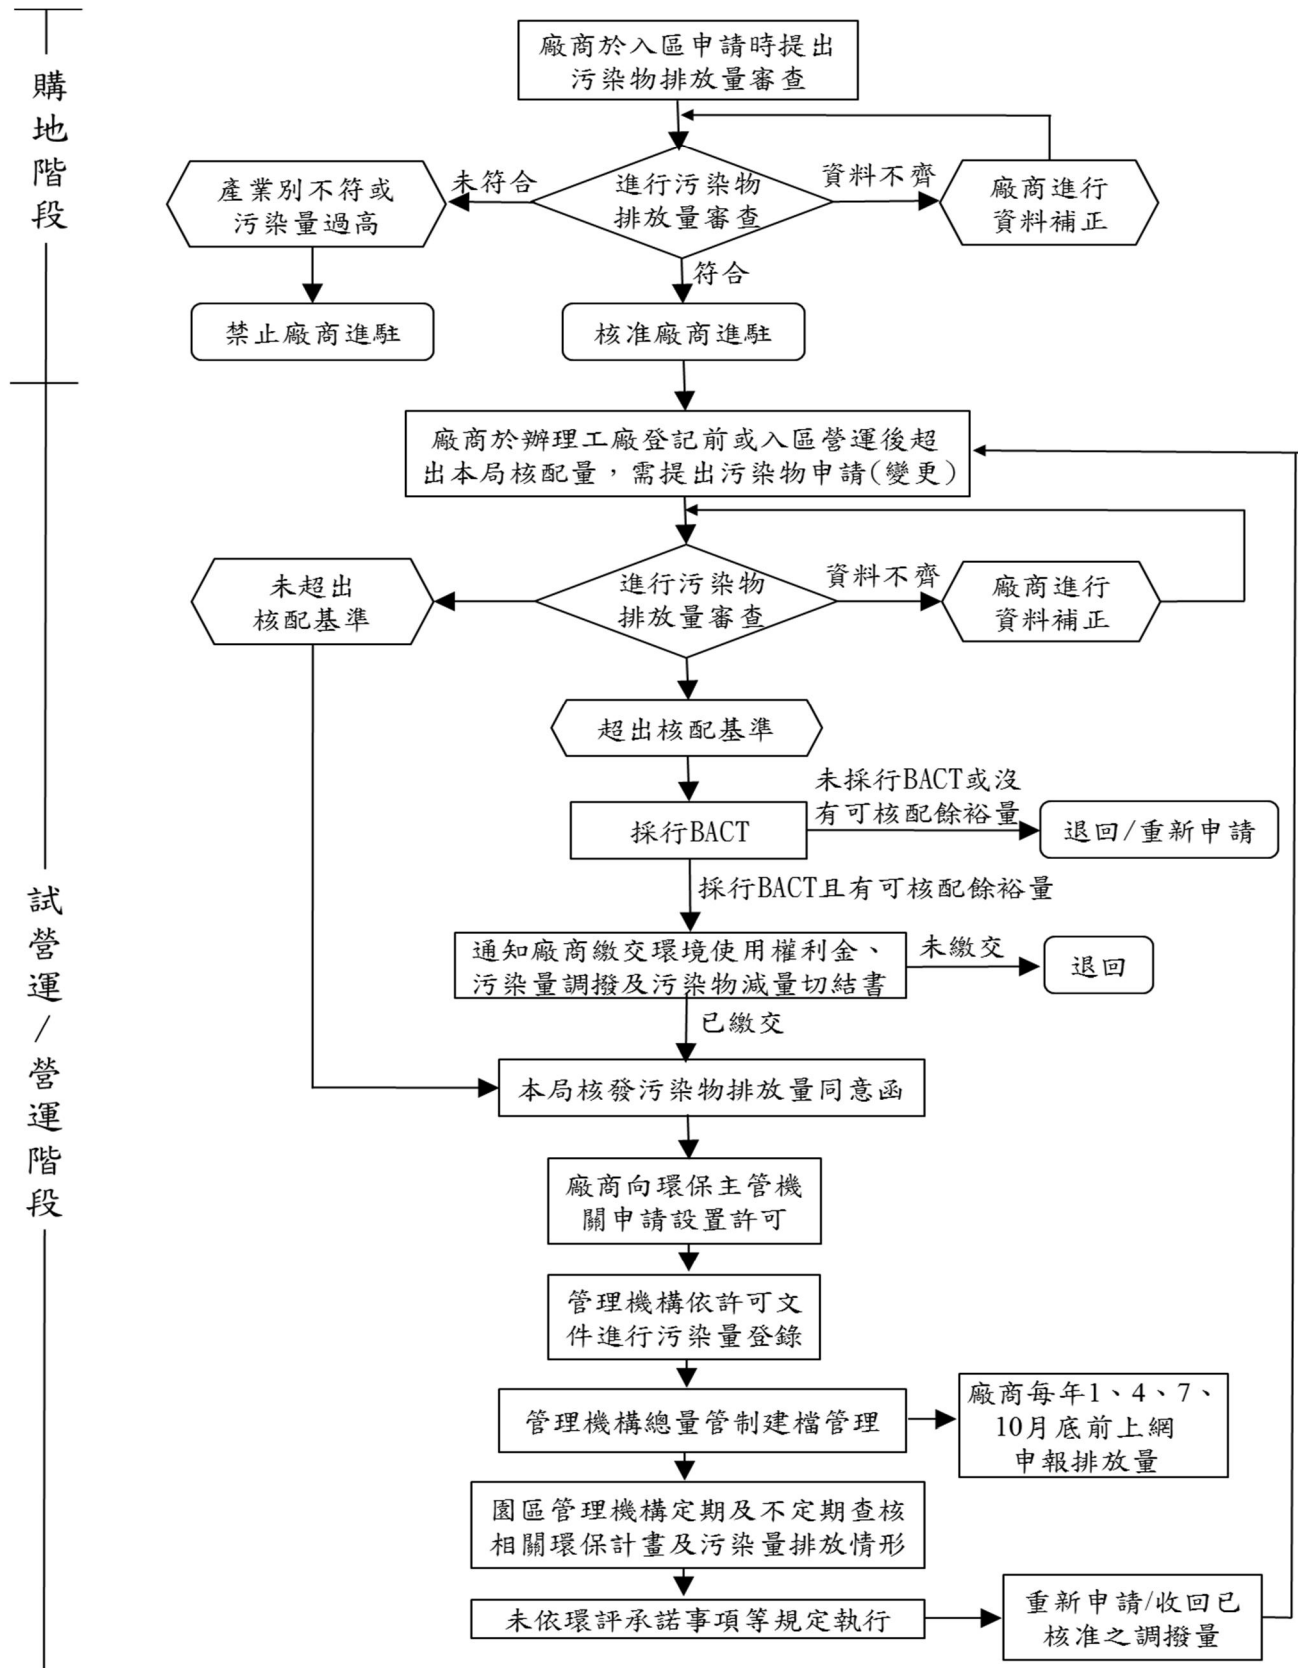 購地階段
廠商於入區申請時提出
污染物排放量審查
產業別不符或
污染量過高
未符合
進行污染物
排放量審查
資料不齊
廠商進行
資料補正
符合
禁止廠商進駐
核准廠商進駐
試營運/營運階段
廠商於辦理工廠登記前或入區營運後超
出本局核配量，需提出污染物申請(變更)
未超出
核配基準
進行污染物
排放量審查
資料不齊
廠商進行
資料補正
超出核配基準
採行BACT
未採行BACT或沒
有可核配餘裕量
退回/重新申請
採行BACT且有可核配餘裕量
通知廠商繳交環境使用權利金、
污染量調撥及污染物減量切結書
未繳交
退回
已繳交
本局核發污染物排放量同意函
廠商向環保主管機
關申請設置許可
管理機構依許可文
件進行污染量登錄
管理機構總量管制建檔管理
廠商每年1、4、7、
10月底前上網
申報排放量
園區管理機構定期及不定期查核
相關環保計畫及污染量排放情形
未依環評承諾事項等規定執行
重新申請/收回已
核准之調撥量